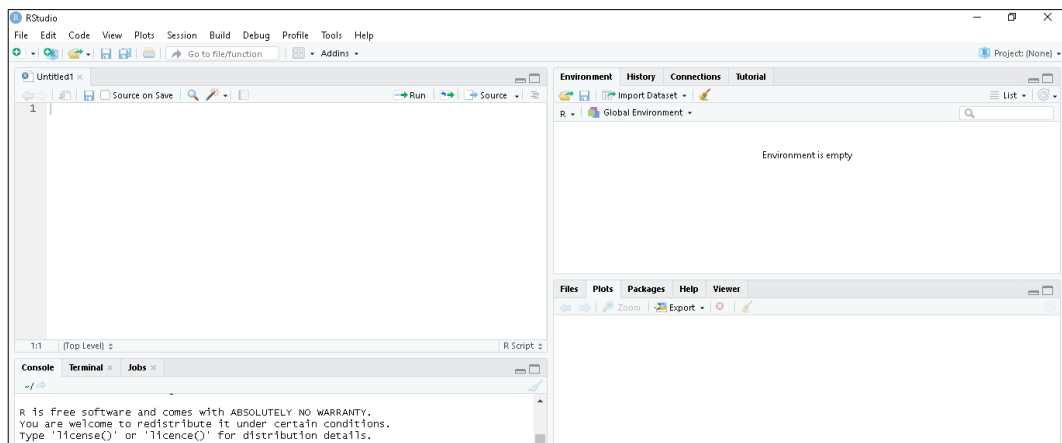 RStudio
File Edit Code View Plots Session Build Debug Profile Tools Help
Go to file/function Addins Project: (None)
Untitled1
Source on Save Run Source
1
1:1 (Top Level) R Script
Console Terminal Jobs
~/
R is free software and comes with ABSOLUTELY NO WARRANTY.
You are welcome to redistribute it under certain conditions.
Type 'license()' or 'licence()' for distribution details.
Environment History Connections Tutorial
Import Dataset List
R Global Environment
Environment is empty
Files Plots Packages Help Viewer
Zoom Export